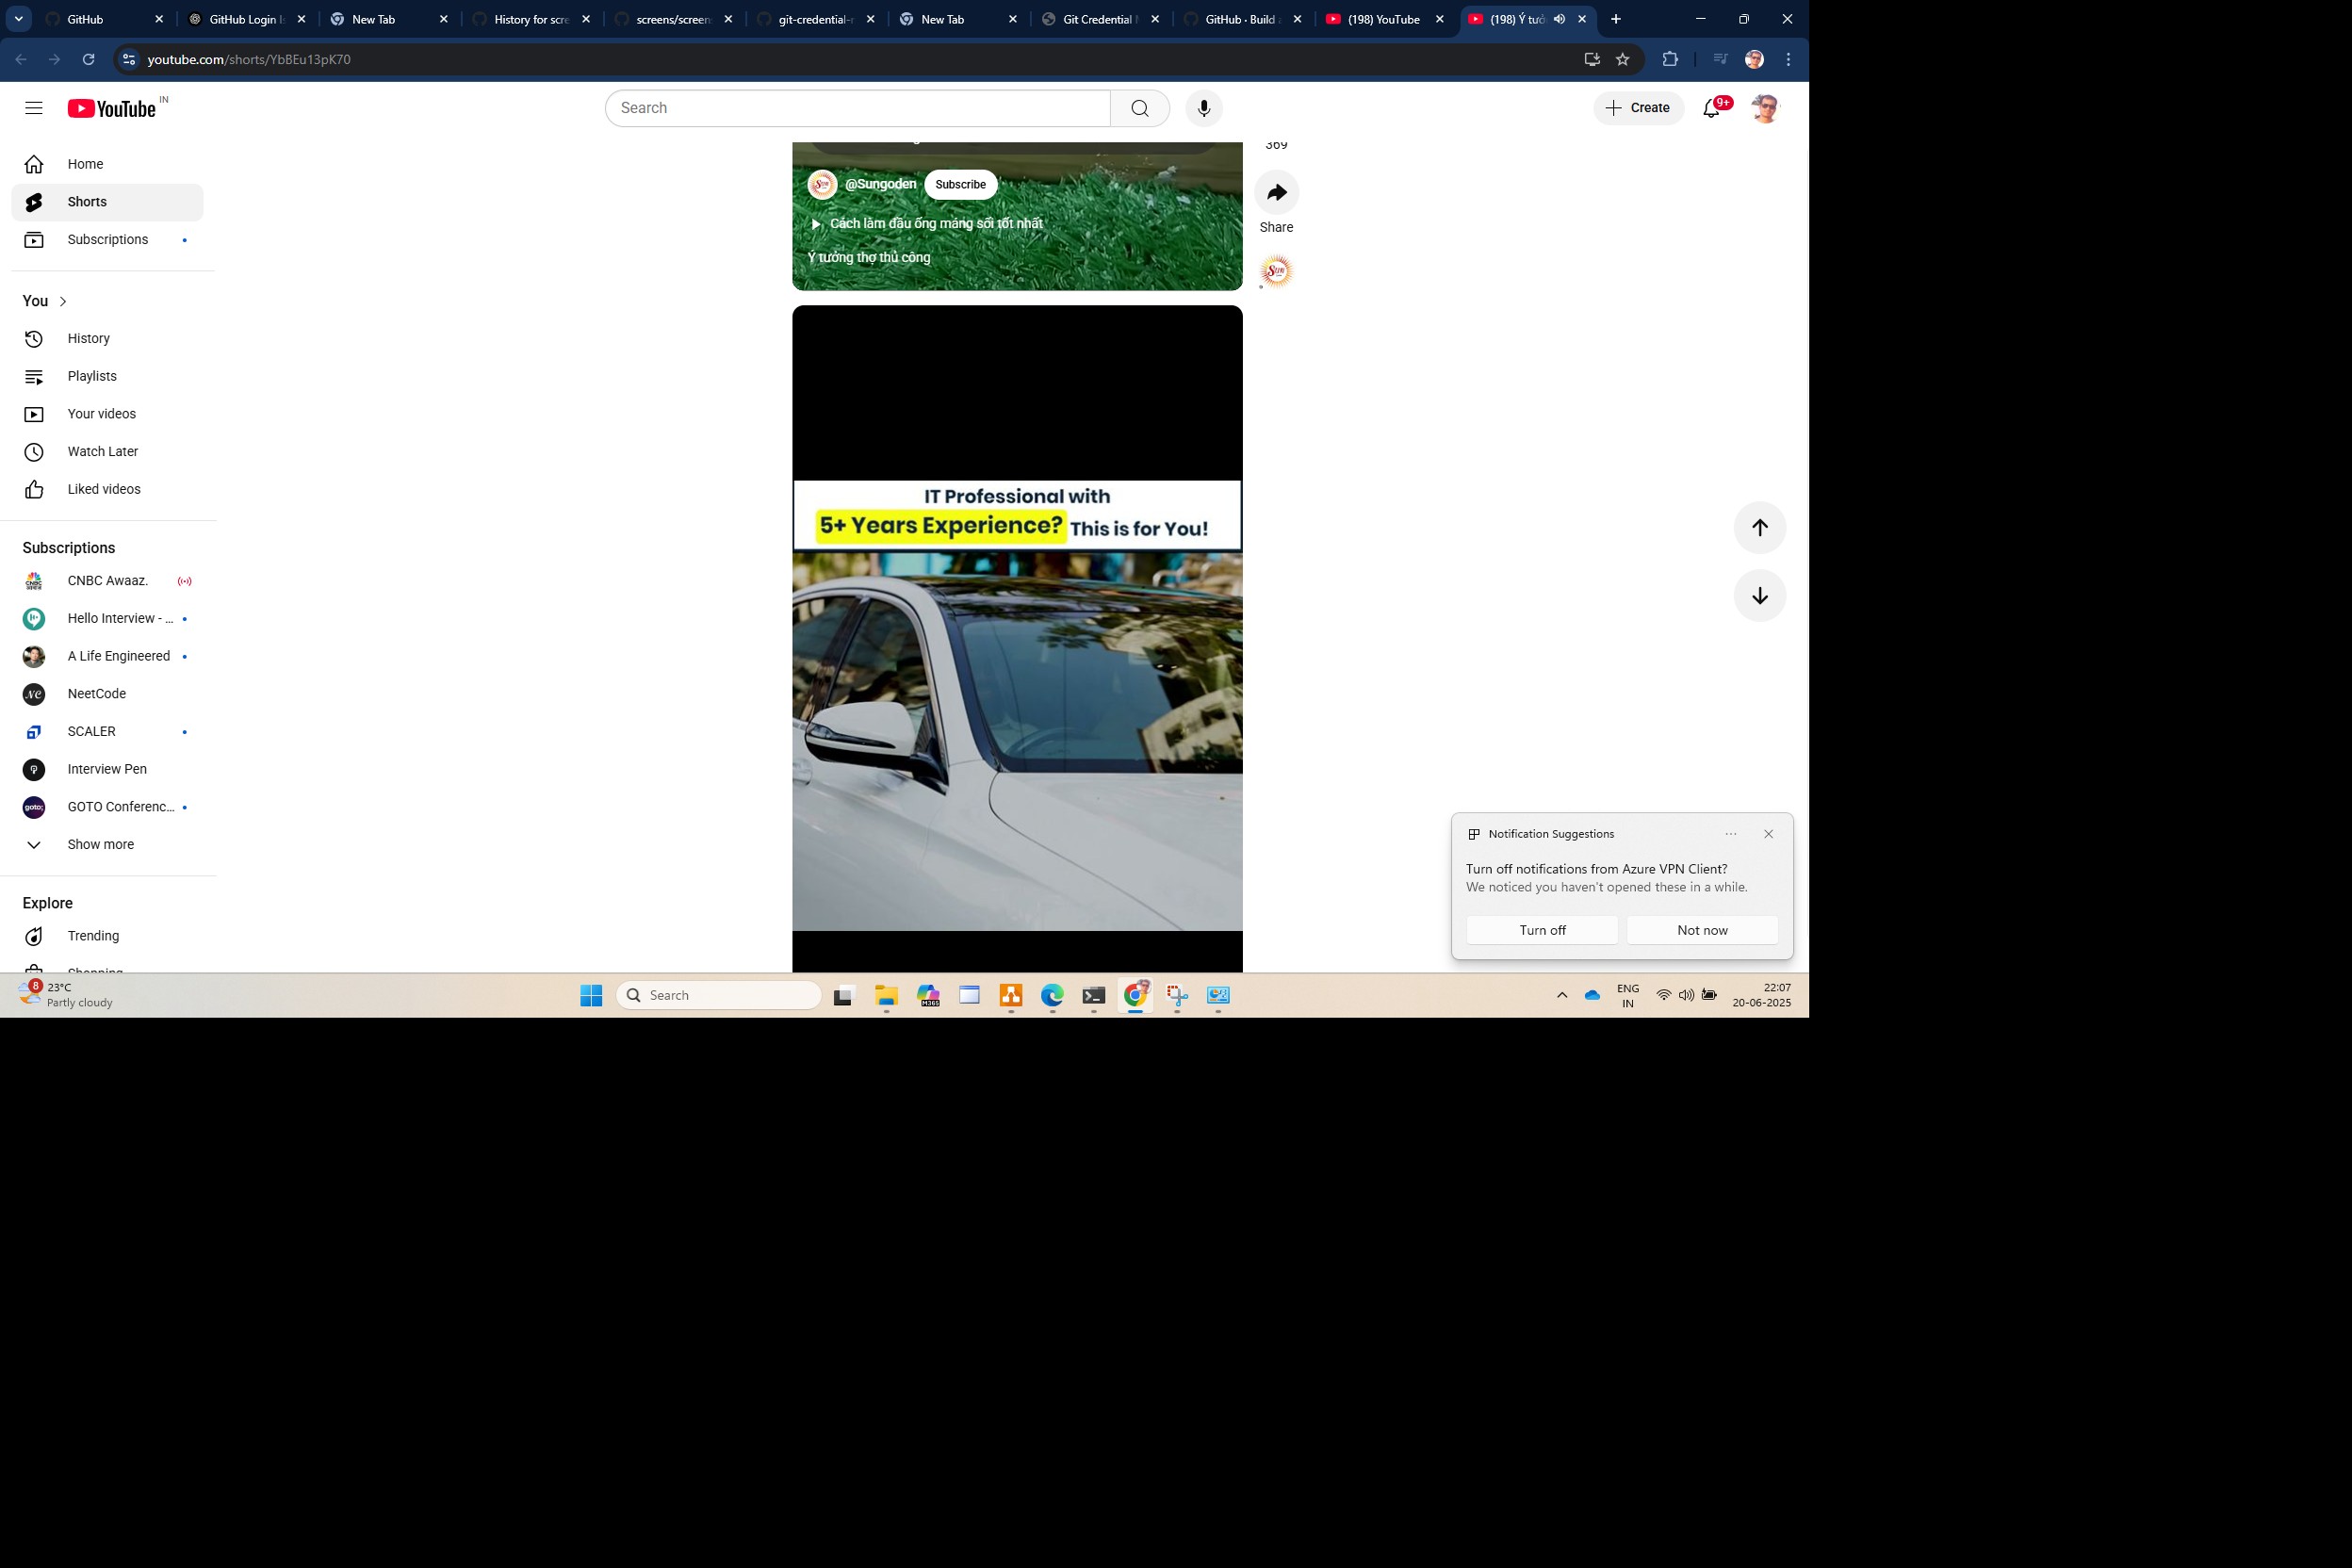 GitHub
GitHub Login Is
New Tab
History for scre
screens/screen
git-credential-
New Tab
Git Credential
GitHub · Build
(198) YouTube
(198) Ý tưở
youtube.com/shorts/YbBEu13pK70
YouTube IN
Search
Create
9+
Home
Shorts
Subscriptions
You
History
Playlists
Your videos
Watch Later
Liked videos
Subscriptions
CNBC Awaaz.
Hello Interview - ...
A Life Engineered
NeetCode
SCALER
Interview Pen
GOTO Conferenc...
Show more
Explore
Trending
Shopping
369
@Sungoden Subscribe
Share
Cách làm đầu ống máng sối tốt nhất
Ý tưởng thợ thủ công
IT Professional with
5+ Years Experience? This is for You!
Notification Suggestions
Turn off notifications from Azure VPN Client?
We noticed you haven't opened these in a while.
Turn off
Not now
8
23°C
Partly cloudy
Search
M365
ENG
IN
22:07
20-06-2025